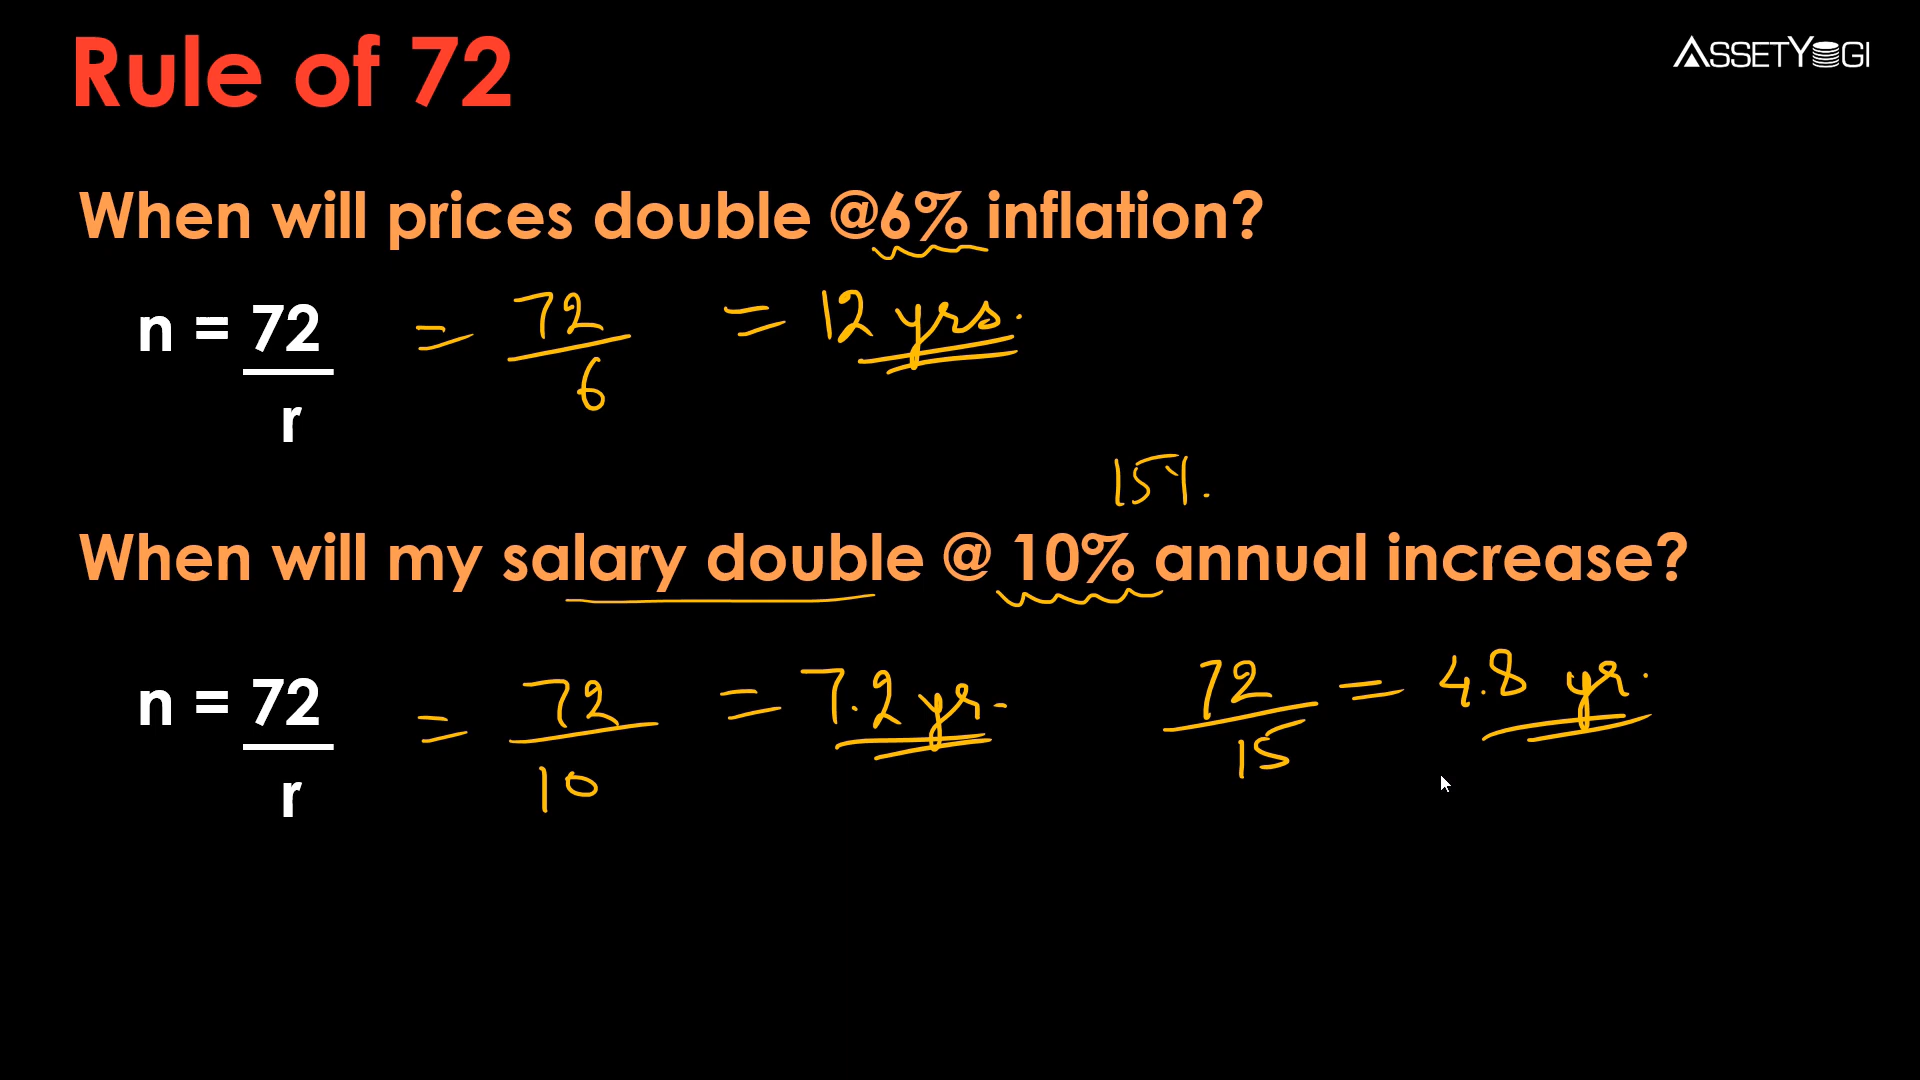 Rule of 72
ASSETYOGI
When will prices double @6% inflation?
n = 72/r = 72/6 = 12 yrs.
15%.
When will my salary double @ 10% annual increase?
n = 72/r = 72/10 = 7.2 yr. 72/15 = 4.8 yr.